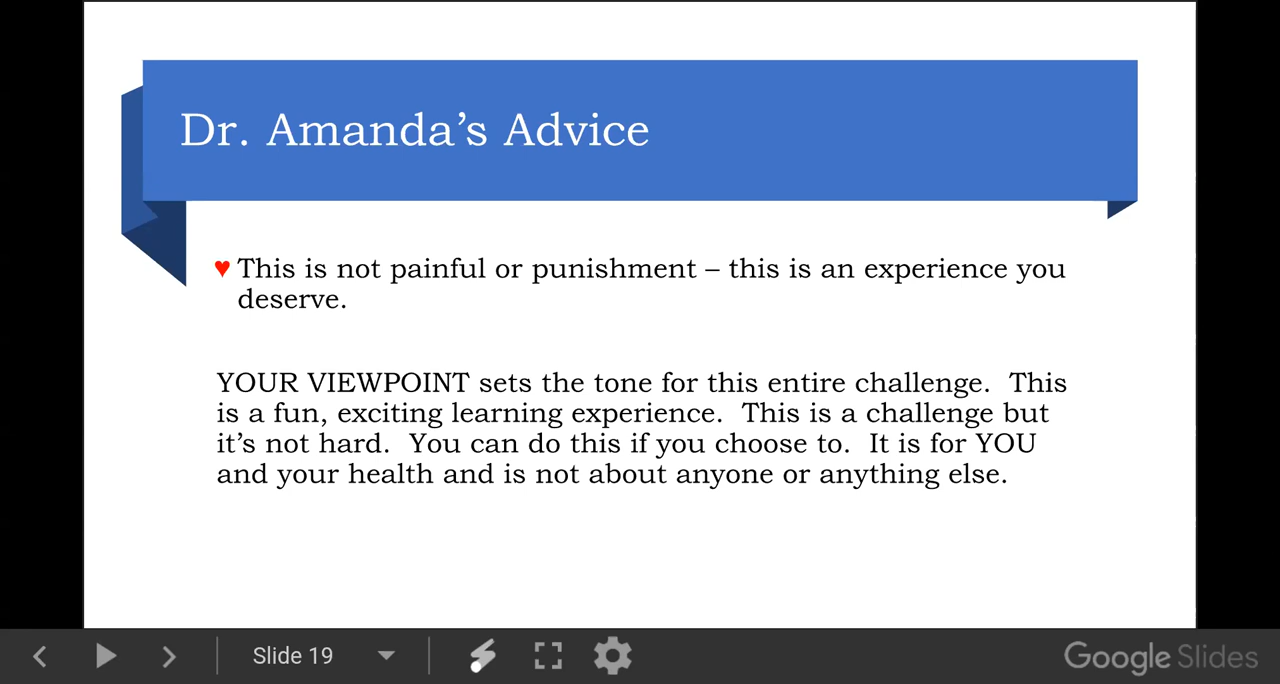 Dr. Amanda’s Advice
♥ This is not painful or punishment – this is an experience you
deserve.
YOUR VIEWPOINT sets the tone for this entire challenge.  This
is a fun, exciting learning experience.  This is a challenge but
it’s not hard.  You can do this if you choose to.  It is for YOU
and your health and is not about anyone or anything else.
Slide 19
Google Slides